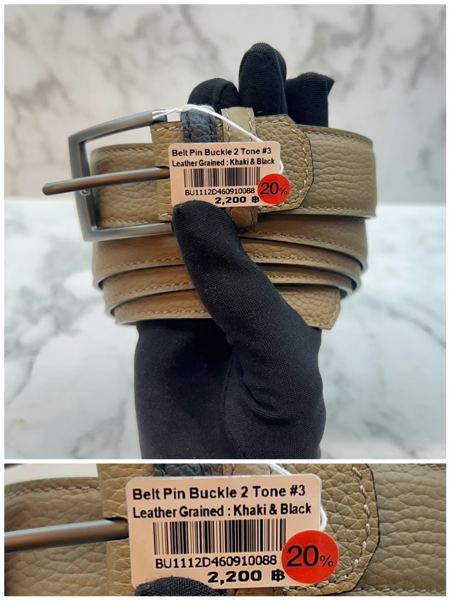 Belt Pin Buckle 2 Tone #3
Leather Grained : Khaki & Black
BU1112D460910088
20%
2,200 ฿
Belt Pin Buckle 2 Tone #3
Leather Grained : Khaki & Black
BU1112D460910088
20%
2,200 ฿